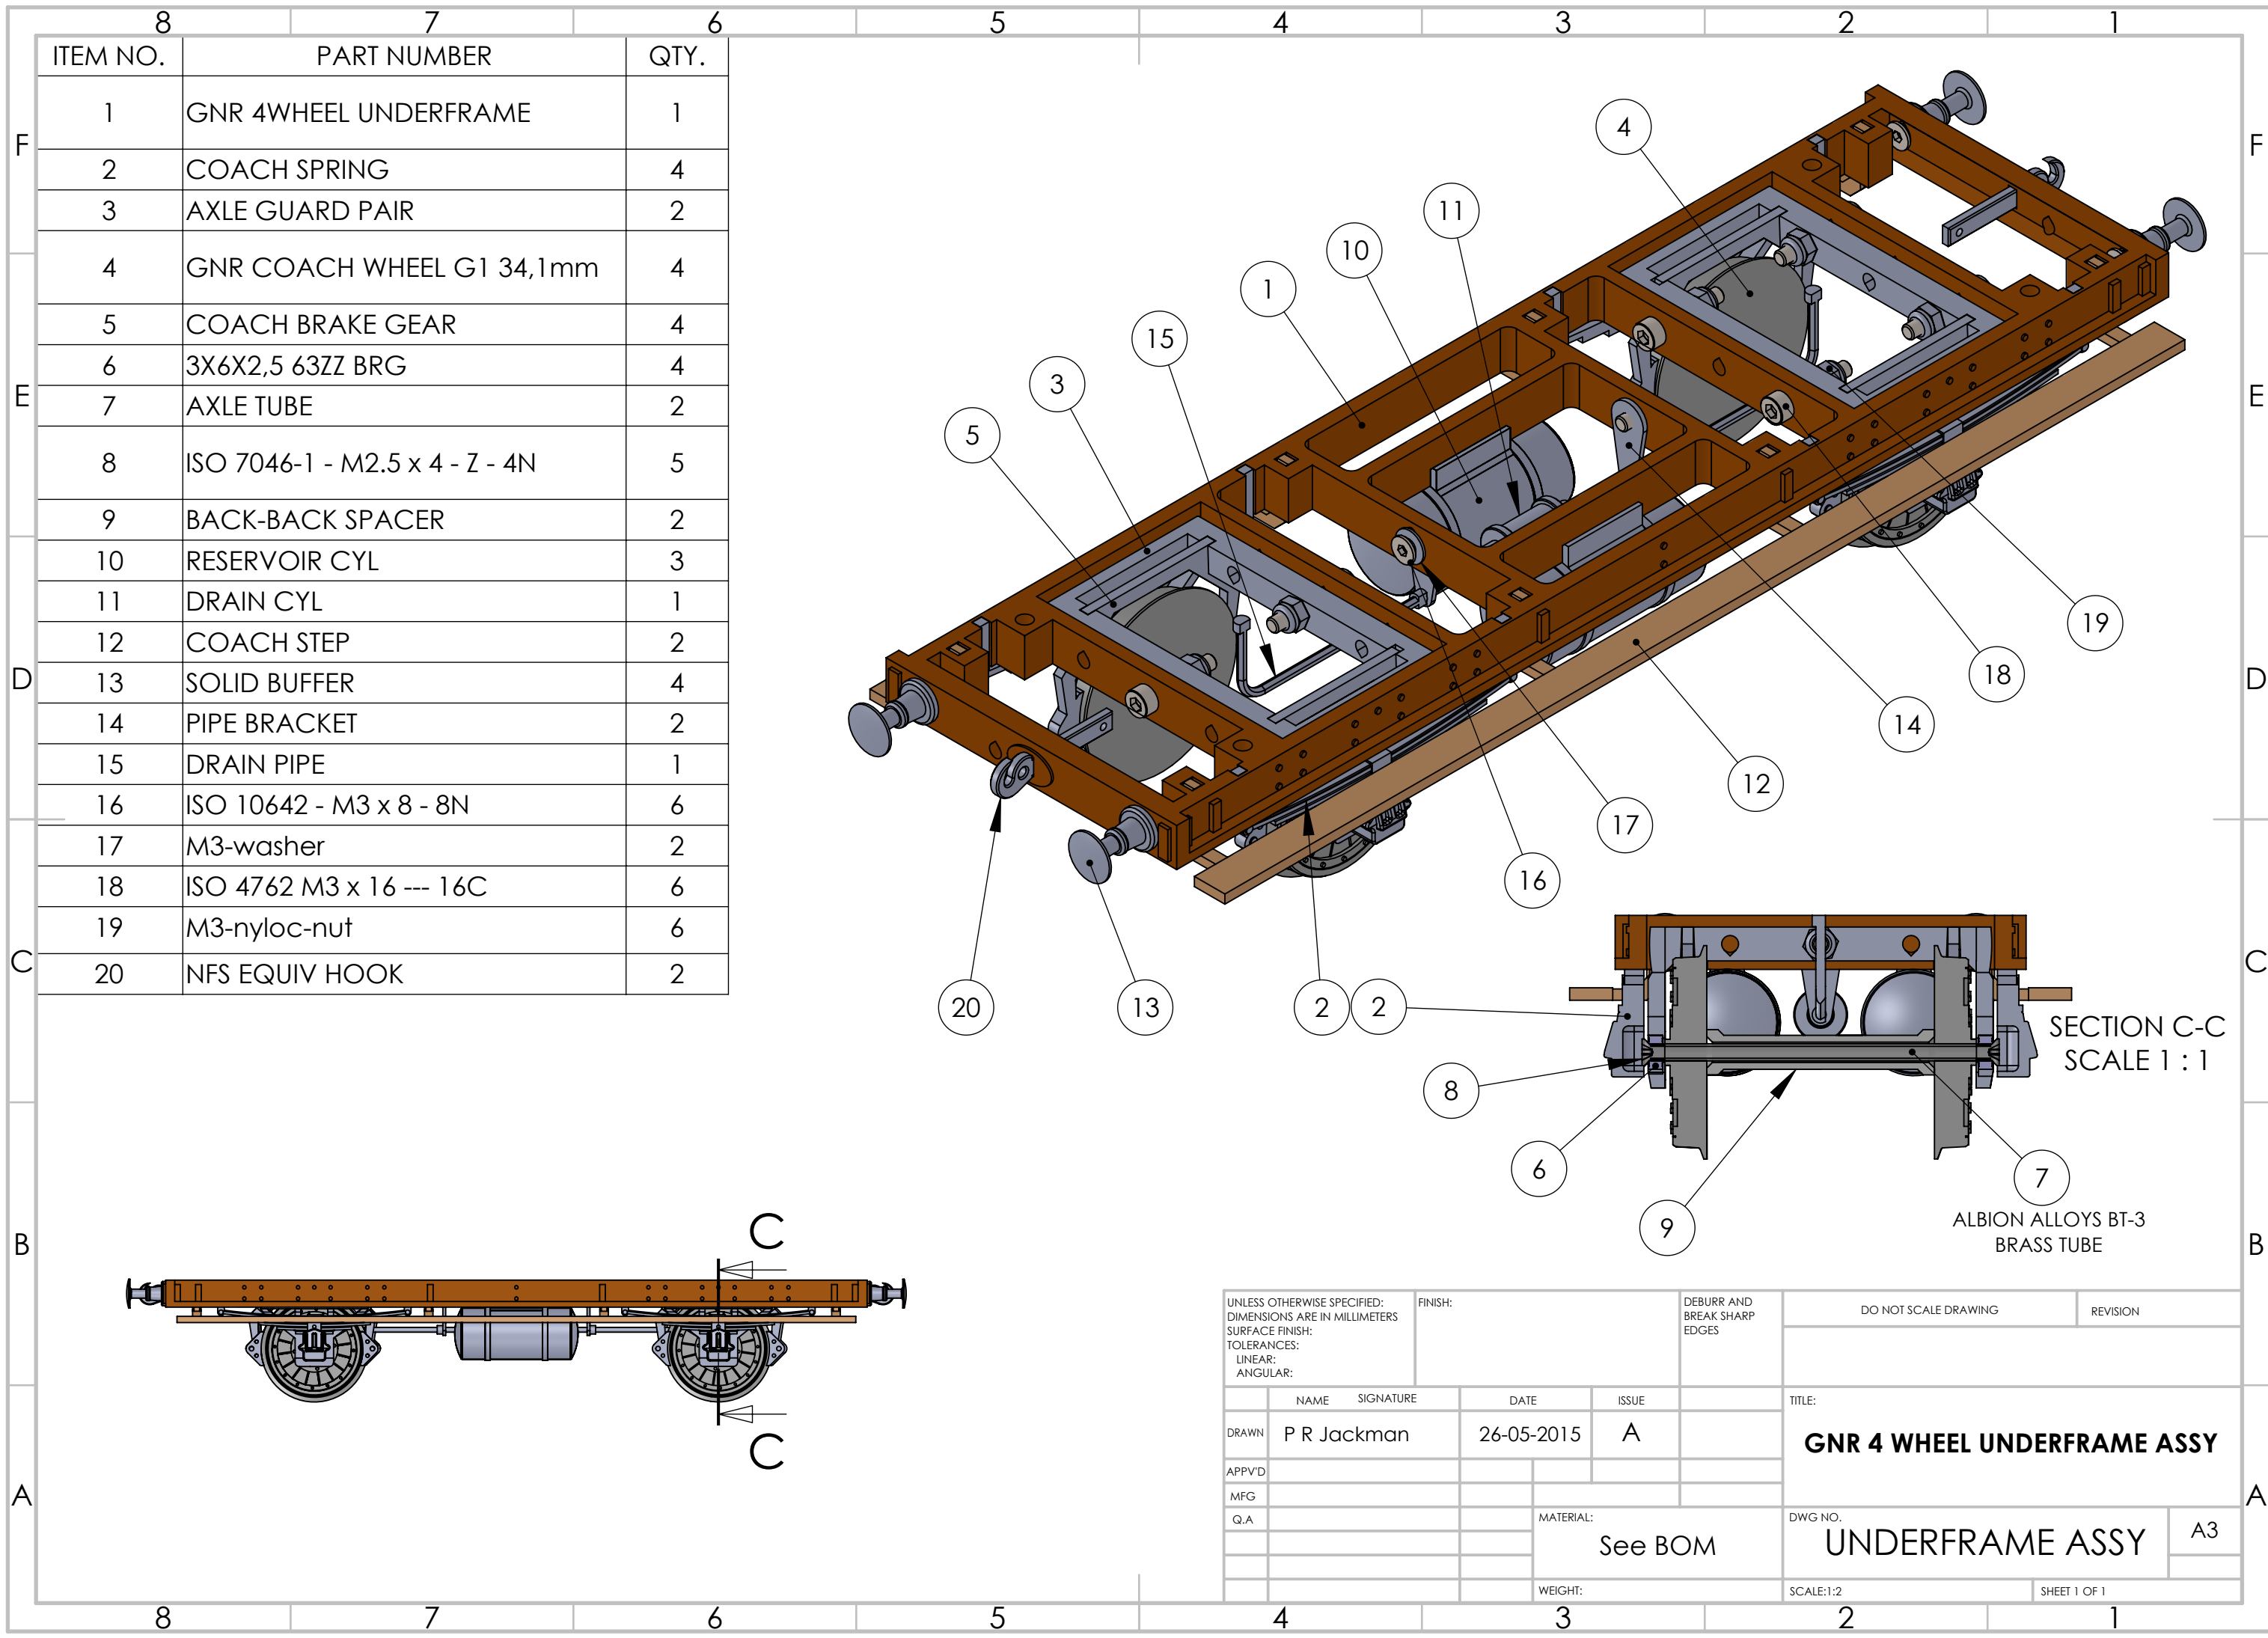 8 7 6 5 4 3 2 1
ITEM NO. PART NUMBER QTY.
1 GNR 4WHEEL UNDERFRAME 1
2 COACH SPRING 4
3 AXLE GUARD PAIR 2
4 GNR COACH WHEEL G1 34,1mm 4
5 COACH BRAKE GEAR 4
6 3X6X2,5 63ZZ BRG 4
7 AXLE TUBE 2
8 ISO 7046-1 - M2.5 x 4 - Z - 4N 5
9 BACK-BACK SPACER 2
10 RESERVOIR CYL 3
11 DRAIN CYL 1
12 COACH STEP 2
13 SOLID BUFFER 4
14 PIPE BRACKET 2
15 DRAIN PIPE 1
16 ISO 10642 - M3 x 8 - 8N 6
17 M3-washer 2
18 ISO 4762 M3 x 16 --- 16C 6
19 M3-nyloc-nut 6
20 NFS EQUIV HOOK 2
F
E
D
C
B
A
4
11
10
1
15
3
5
19
18
14
12
17
16
20
13
2
2
8
6
9
7
SECTION C-C
SCALE 1 : 1
ALBION ALLOYS BT-3
BRASS TUBE
C
C
UNLESS OTHERWISE SPECIFIED:
DIMENSIONS ARE IN MILLIMETERS
SURFACE FINISH:
TOLERANCES:
LINEAR:
ANGULAR:
FINISH:
DEBURR AND
BREAK SHARP
EDGES
DO NOT SCALE DRAWING
REVISION
NAME SIGNATURE DATE ISSUE
DRAWN P R Jackman 26-05-2015 A
APPV'D
MFG
Q.A
TITLE:
GNR 4 WHEEL UNDERFRAME ASSY
MATERIAL:
See BOM
DWG NO.
UNDERFRAME ASSY
A3
WEIGHT:
SCALE:1:2
SHEET 1 OF 1
F
E
D
C
B
A
8 7 6 5 4 3 2 1